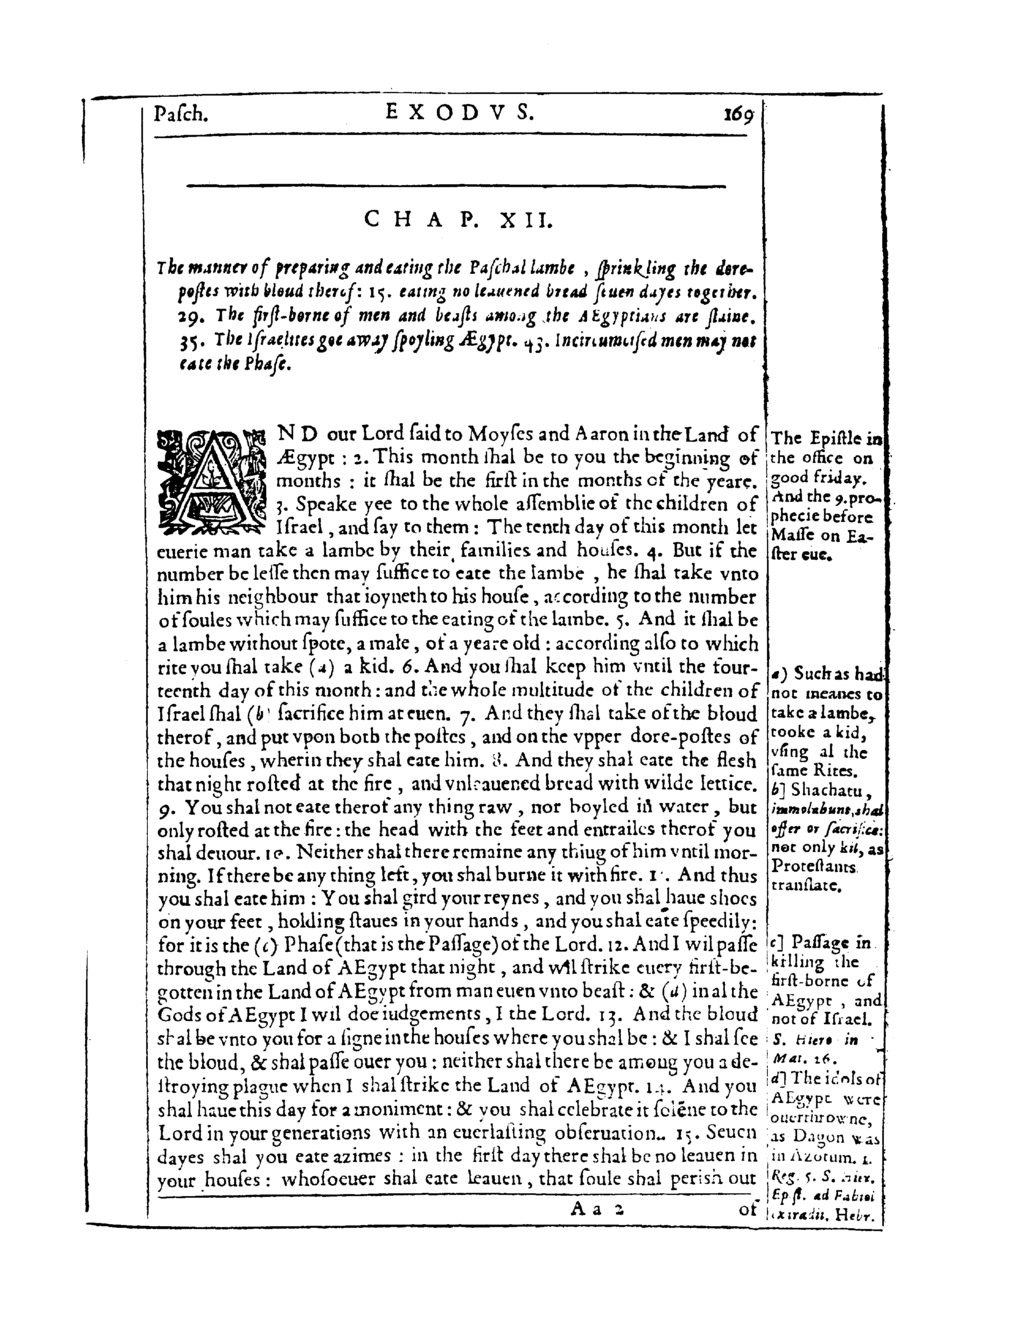 Paſch. EXODVS. 169
CHAP. XII.
The manner of preparing and eating the Paſchal lambe , ſprinkling the dore-
poſtes with bloud therof: 15. eating no leauened bread ſeuen dayes together.
29. The firſt-borne of men and beaſts among the AEgyptians are ſlaine.
35. The Iſraelites goe away ſpoyling Ægypt. 43. Incircumciſed men may not
eate the Phaſe.
AND our Lord ſaid to Moyſes and Aaron in the Land of
Ægypt : 2. This month ſhal be to you the beginning of
months : it ſhal be the firſt in the months of the yeare.
3. Speake yee to the whole aſſemblie of the children of
Iſrael , and ſay to them : The tenth day of this month let
euerie man take a lambe by their families and houſes. 4. But if the
number be leſſe then may ſuffice to eate the lambe , he ſhal take vnto
him his neighbour that ioyneth to his houſe , according to the number
of ſoules which may ſuffice to the eating of the lambe. 5. And it ſhal be
a lambe without ſpote, a male , of a yeare old : according alſo to which
rite you ſhal take (a) a kid. 6. And you ſhal keep him vntil the four-
teenth day of this month : and the whole multitude of the children of
Iſrael ſhal (b) ſacrifice him at euen. 7. And they ſhal take of the bloud
therof , and put vpon both the poſtes , and on the vpper dore-poſtes of
the houſes , wherin they shal eate him. 8. And they shal eate the fleſh
that night roſted at the fire , and vnleauened bread with wilde lettice.
9. You shal not eate therof any thing raw , nor boyled in water , but
only roſted at the fire : the head with the feet and entrailes therof you
shal deuour. 10. Neither shal there remaine any thiug of him vntil mor-
ning. If there be any thing left , you shal burne it with fire. 11. And thus
you shal eate him : You shal gird your reynes , and you shal haue shoes
on your feet , holding ſtaues in your hands , and you shal eate ſpeedily:
for it is the (c) Phaſe (that is the Paſſage) of the Lord. 12. And I wil paſſe
through the Land of AEgypt that night , and wil ſtrike euery firſt-be-
gotten in the Land of AEgypt from man euen vnto beaſt : & (d) in al the
Gods of AEgypt I wil doe iudgements , I the Lord. 13. And the bloud
shal be vnto you for a ſigne in the houſes where you shal be : & I shal ſee
the bloud, & shal paſſe ouer you : neither shal there be amoug you a de-
ſtroying plague when I shal ſtrike the Land of AEgypt. 14. And you
shal haue this day for a moniment : & you shal celebrate it ſolẽne to the
Lord in your generations with an euerlaſting obſeruation.. 15. Seuen
dayes shal you eate azimes : in the firſt day there shal be no leauen in
your houſes : whoſoeuer shal eate leauen , that ſoule shal perish out
Aa 2 of
The Epiſtle in
the office on
good friday.
And the 9. pro-
phecie before
Maſſe on Ea-
ſter eue.
a) Such as had
not meanes to
take a lambe,
tooke a kid,
vſing al the
ſame Rites.
b] Shachatu ,
immolabunt, shal
offer or ſacrifice:
not only kil, as
Proteſtants
tranſlate.
c] Paſſage in
killing the
firſt-borne of
AEgypt , and
not of Iſrael.
S. Hiero in
Mat. 26.
d] The idols of
AEgypt were
ouerthrowne,
as Dagon was
in Azotum. 1.
Reg. 5. S. Hier.
Epiſt. ad Fabiol
Hebr.